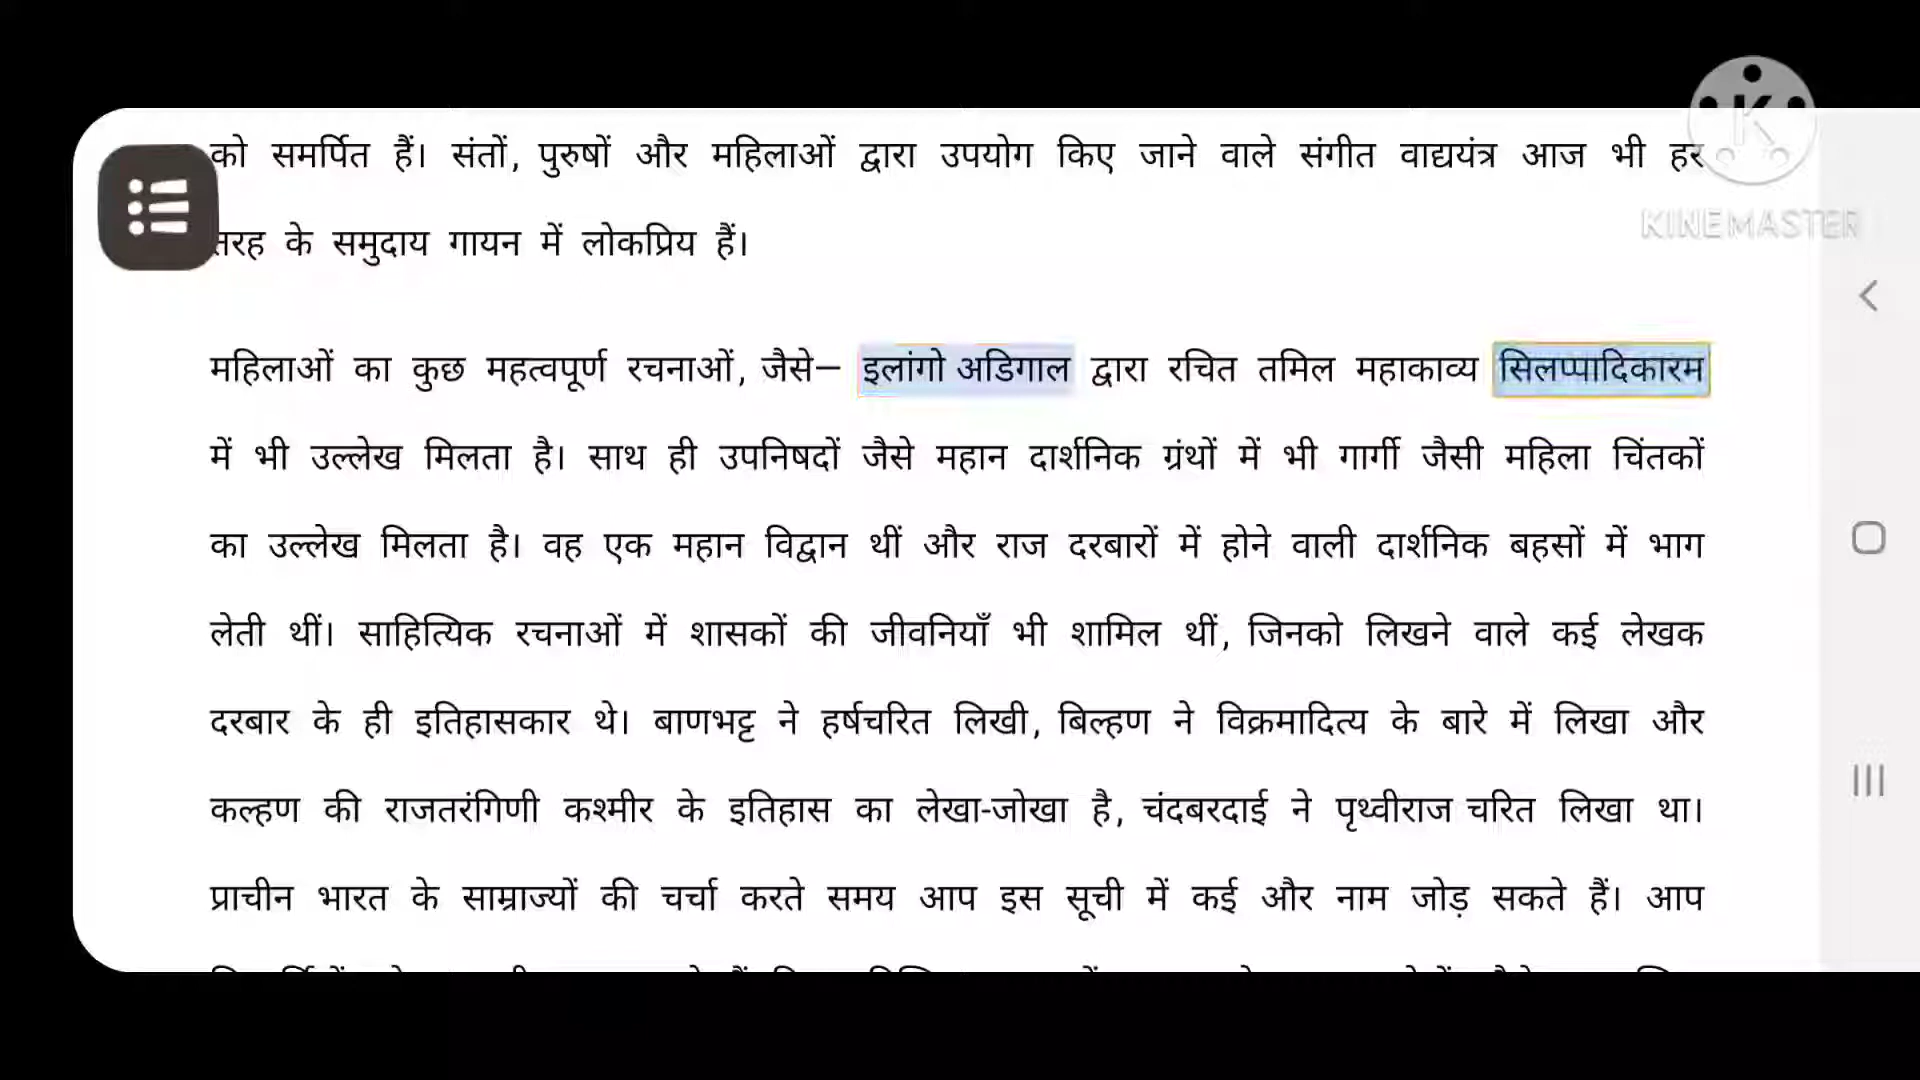 को समर्पित हैं। संतों, पुरुषों और महिलाओं द्वारा उपयोग किए जाने वाले संगीत वाद्ययंत्र आज भी हर
तरह के समुदाय गायन में लोकप्रिय हैं।
KINEMASTER
महिलाओं का कुछ महत्वपूर्ण रचनाओं, जैसे– इलांगो अडिगाल द्वारा रचित तमिल महाकाव्य सिलप्पादिकारम
में भी उल्लेख मिलता है। साथ ही उपनिषदों जैसे महान दार्शनिक ग्रंथों में भी गार्गी जैसी महिला चिंतकों
का उल्लेख मिलता है। वह एक महान विद्वान थीं और राज दरबारों में होने वाली दार्शनिक बहसों में भाग
लेती थीं। साहित्यिक रचनाओं में शासकों की जीवनियाँ भी शामिल थीं, जिनको लिखने वाले कई लेखक
दरबार के ही इतिहासकार थे। बाणभट्ट ने हर्षचरित लिखी, बिल्हण ने विक्रमादित्य के बारे में लिखा और
कल्हण की राजतरंगिणी कश्मीर के इतिहास का लेखा-जोखा है, चंदबरदाई ने पृथ्वीराज चरित लिखा था।
प्राचीन भारत के साम्राज्यों की चर्चा करते समय आप इस सूची में कई और नाम जोड़ सकते हैं। आप